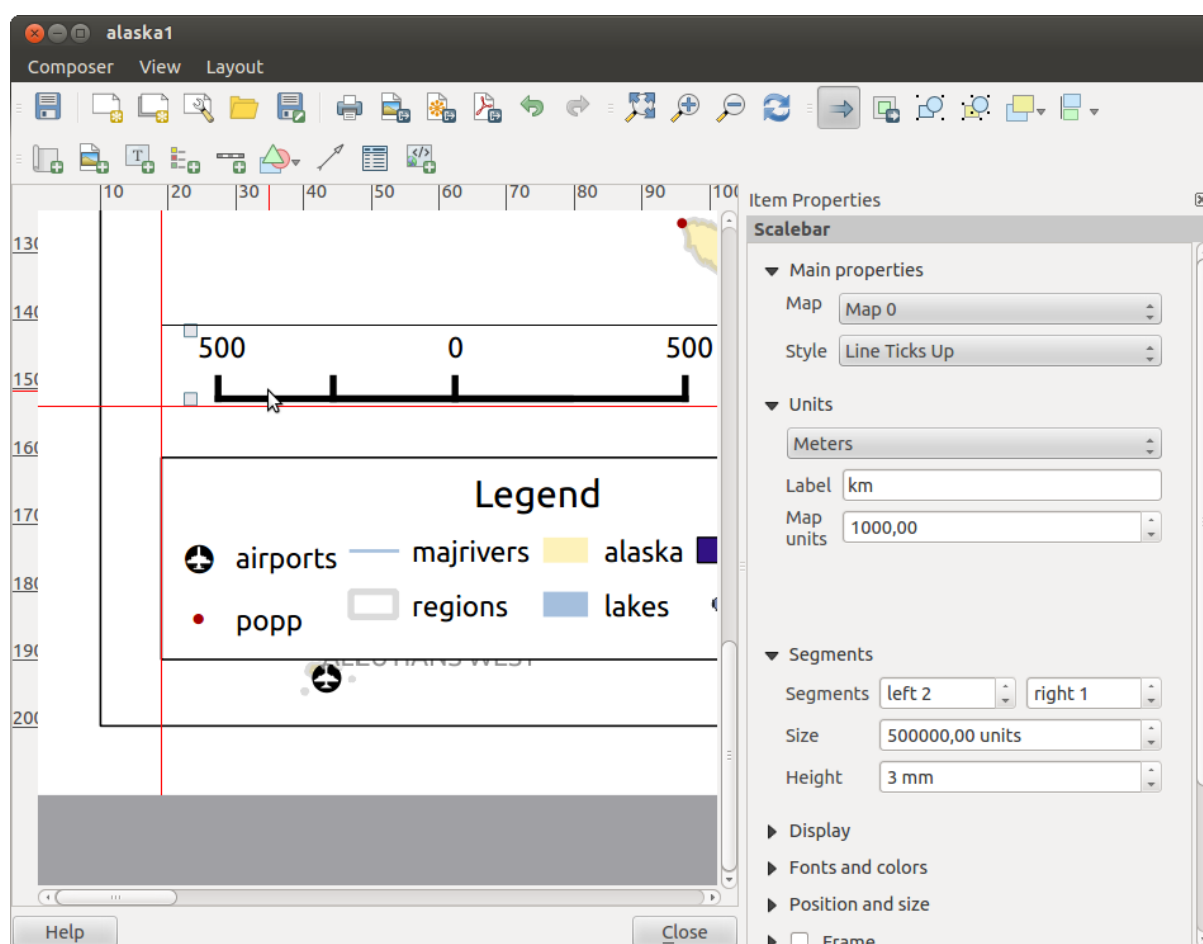 alaska1
Composer View Layout
10 20 30 40 50 60 70 80 90 100
Item Properties
Scalebar
130
140
150
160
170
180
190
200
500 0 500
Legend
airports majrivers alaska
popp regions lakes
Main properties
Map Map 0
Style Line Ticks Up
Units
Meters
Label km
Map units 1000,00
Segments
Segments left 2 right 1
Size 500000,00 units
Height 3 mm
Display
Fonts and colors
Position and size
Frame
Help Close